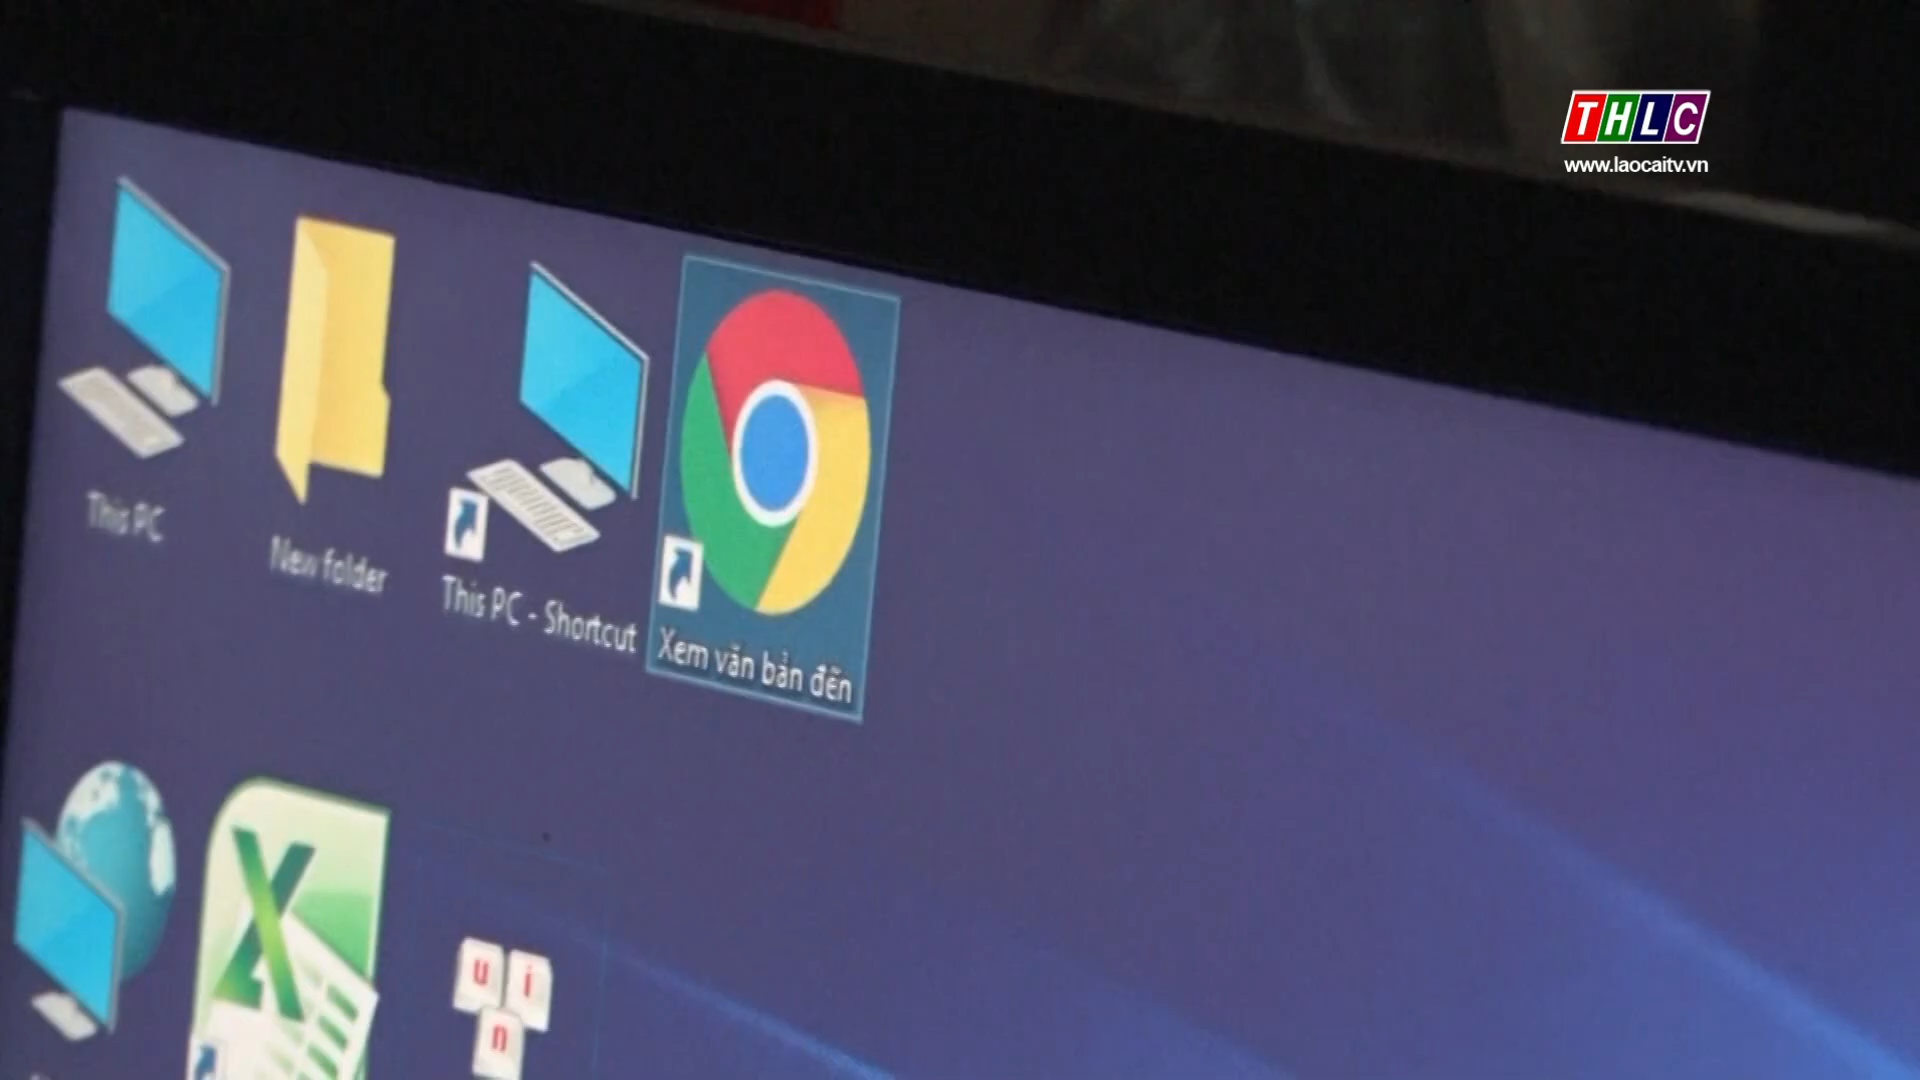 THLC
www.laocaitv.vn
This PC
New folder
This PC - Shortcut
Xem văn bản đến
u i
n